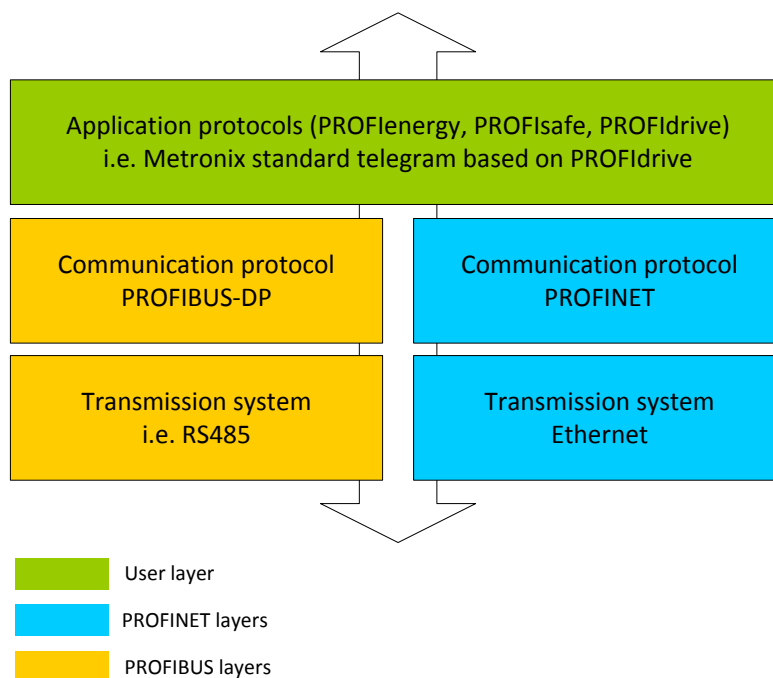 Application protocols (PROFIenergy, PROFIsafe, PROFIdrive)
i.e. Metronix standard telegram based on PROFIdrive
Communication protocol
PROFIBUS-DP
Communication protocol
PROFINET
Transmission system
i.e. RS485
Transmission system
Ethernet
User layer
PROFINET layers
PROFIBUS layers